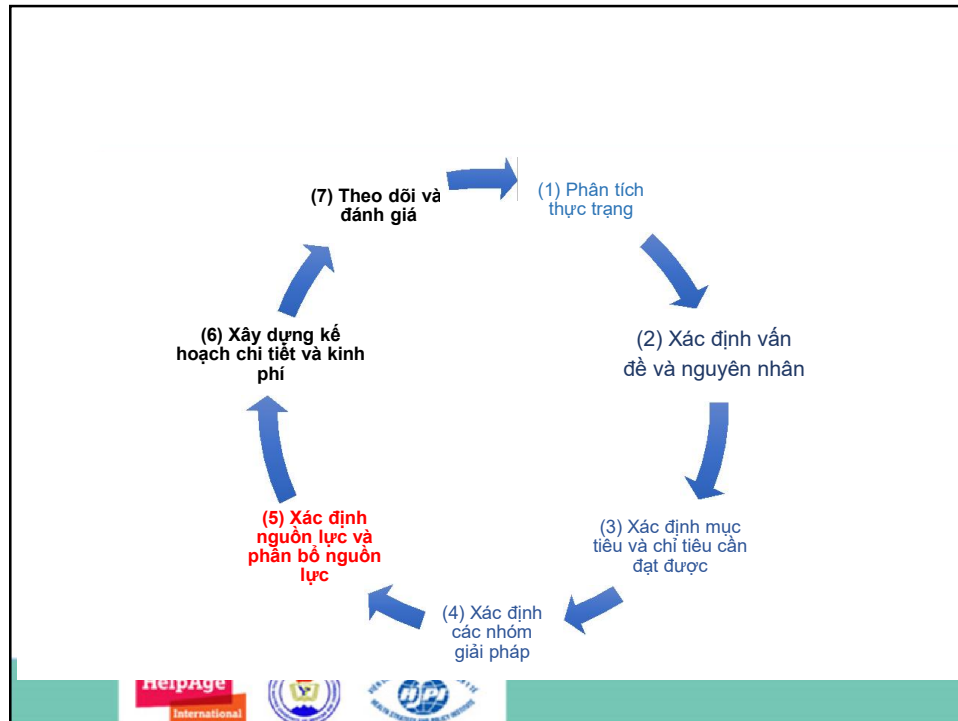 (1) Phân tích
thực trạng
(2) Xác định vấn
đề và nguyên nhân
(3) Xác định mục
tiêu và chỉ tiêu cần
đạt được
(4) Xác định
các nhóm
giải pháp
(5) Xác định
nguồn lực và
phân bổ nguồn
lực
(6) Xây dựng kế
hoạch chi tiết và kinh
phí
(7) Theo dõi và
đánh giá
HelpAge
International